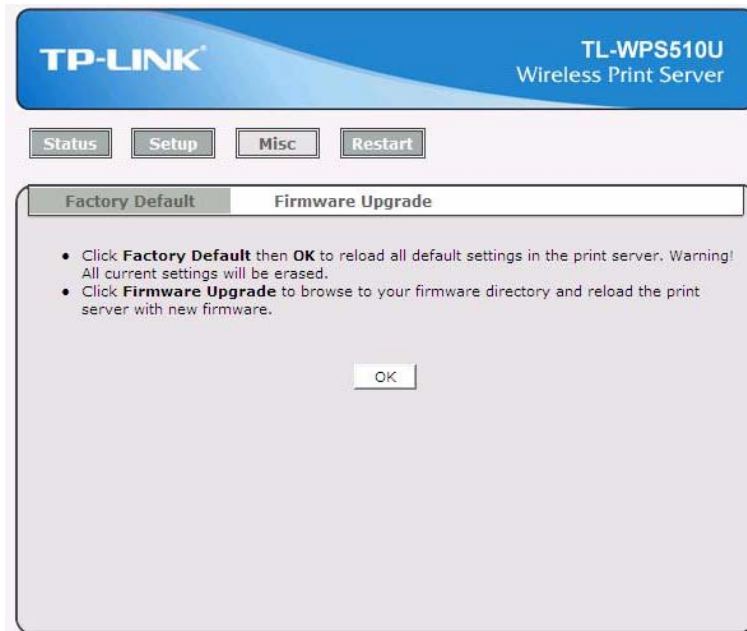 TP-LINK
TL-WPS510U
Wireless Print Server
Status Setup Misc Restart
Factory Default Firmware Upgrade
● Click Factory Default then OK to reload all default settings in the print server. Warning!
All current settings will be erased.
● Click Firmware Upgrade to browse to your firmware directory and reload the print
server with new firmware.
OK